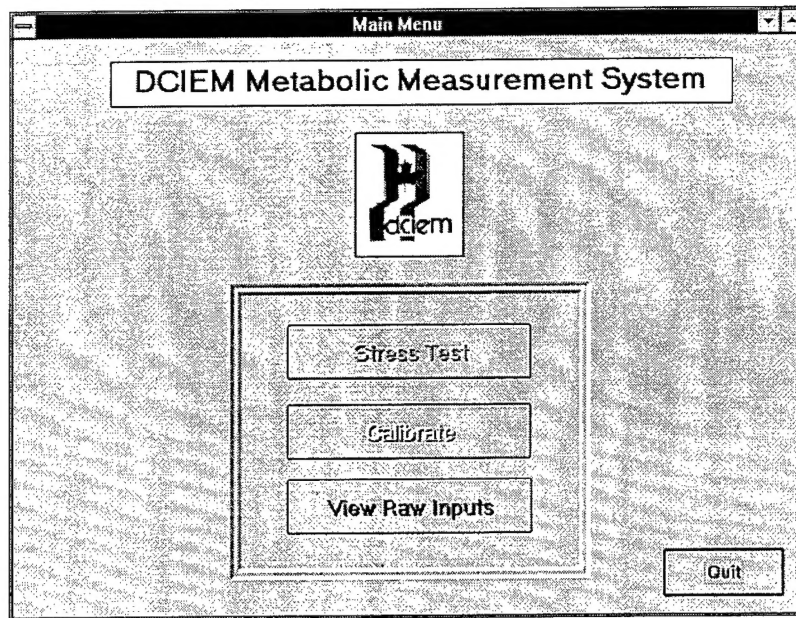 Main Menu
DCIEM Metabolic Measurement System
dciem
Stress Test
Calibrate
View Raw Inputs
Quit